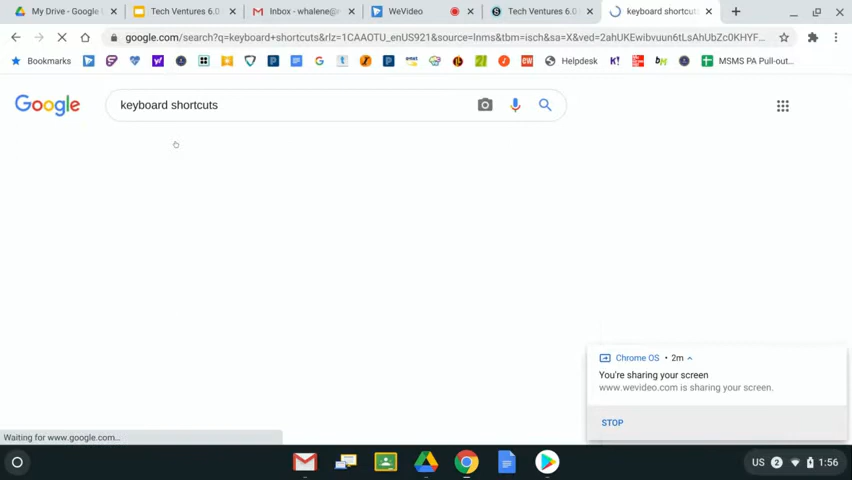 My Drive - Google
Tech Ventures 6.0
Inbox - whalene@
WeVideo
Tech Ventures 6.0
keyboard shortcuts
google.com/search?q=keyboard+shortcuts&rlz=1CAAOTU_enUS921&source=lnms&tbm=isch&sa=X&ved=2ahUKEwibvuun6tLsAhUbZc0KHYF...
Bookmarks
Helpdesk
MSMS PA Pull-out...
Google
keyboard shortcuts
Chrome OS • 2m
You're sharing your screen
www.wevideo.com is sharing your screen.
STOP
Waiting for www.google.com...
US 2 1:56